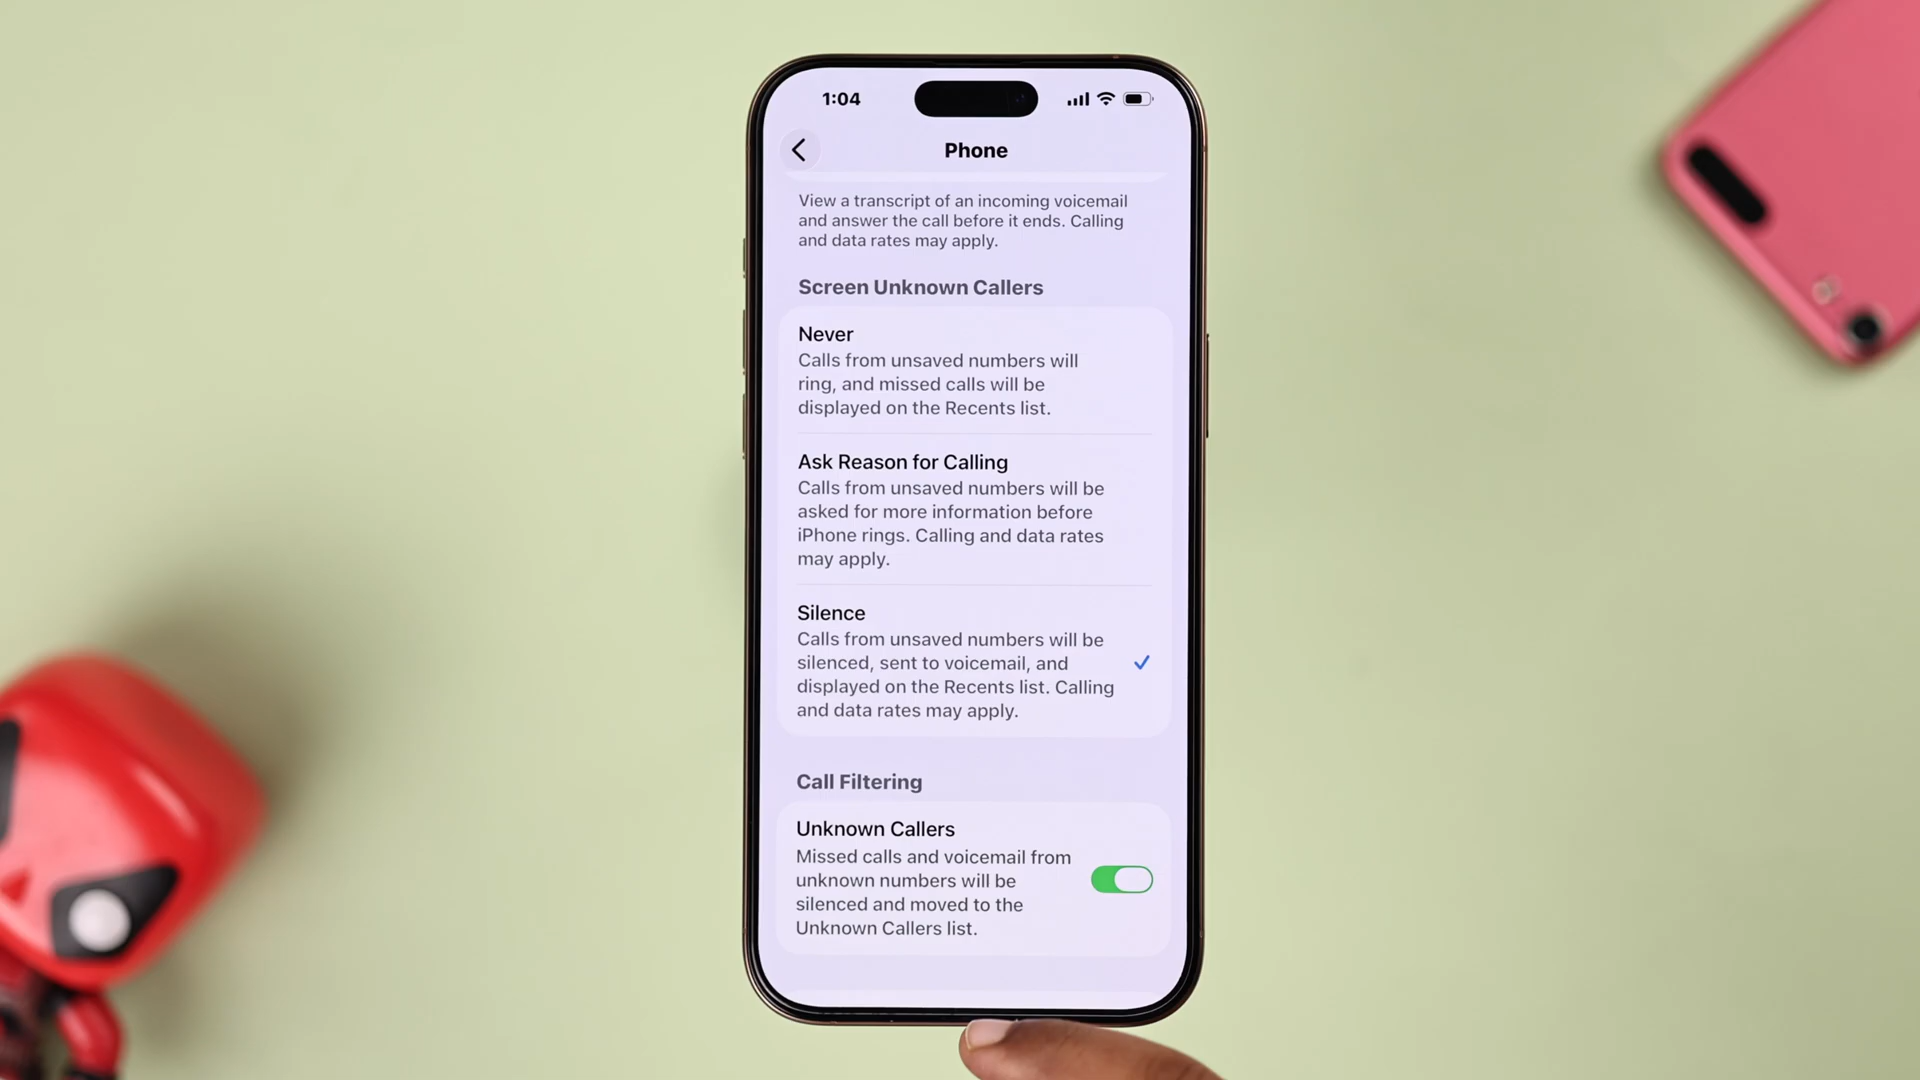 1:04
Phone
View a transcript of an incoming voicemail
and answer the call before it ends. Calling
and data rates may apply.
Screen Unknown Callers
Never
Calls from unsaved numbers will
ring, and missed calls will be
displayed on the Recents list.
Ask Reason for Calling
Calls from unsaved numbers will be
asked for more information before
iPhone rings. Calling and data rates
may apply.
Silence
Calls from unsaved numbers will be
silenced, sent to voicemail, and
displayed on the Recents list. Calling
and data rates may apply.
Call Filtering
Unknown Callers
Missed calls and voicemail from
unknown numbers will be
silenced and moved to the
Unknown Callers list.